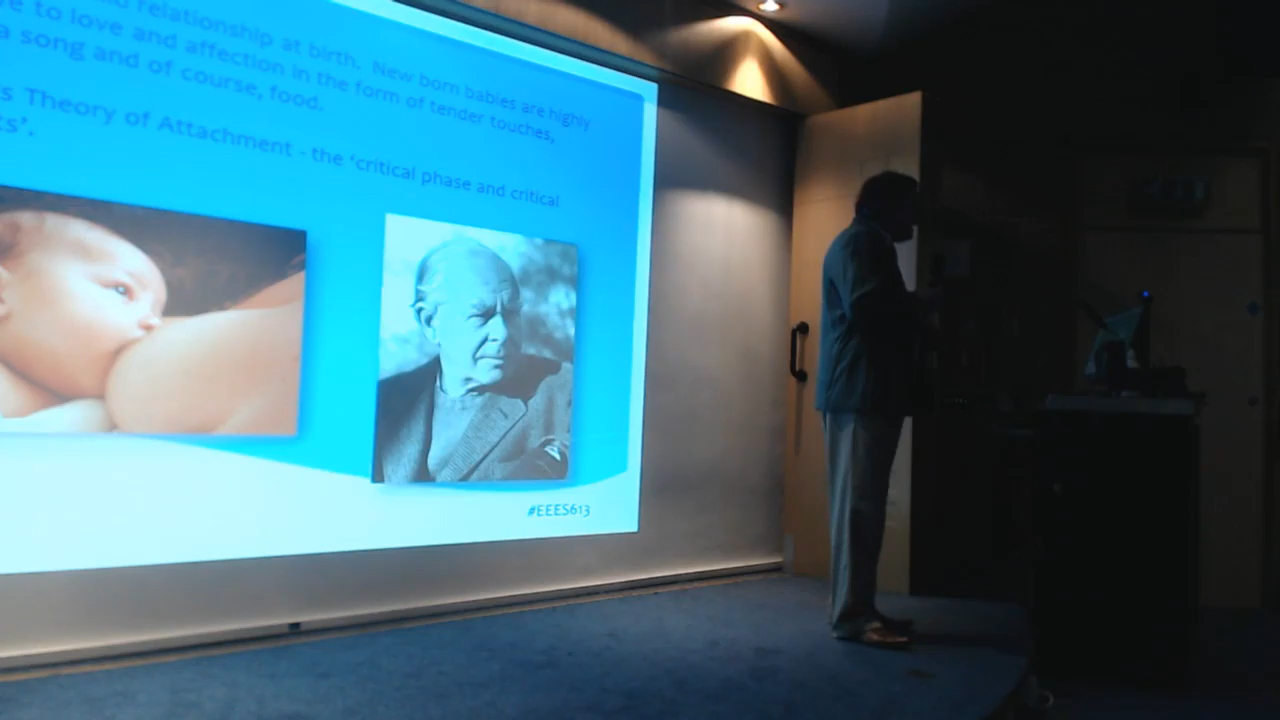 relationship at birth. New born babies are highly
e to love and affection in the form of tender touches,
a song and of course, food.
s Theory of Attachment - the 'critical phase and critical
ts'.
#EEES613